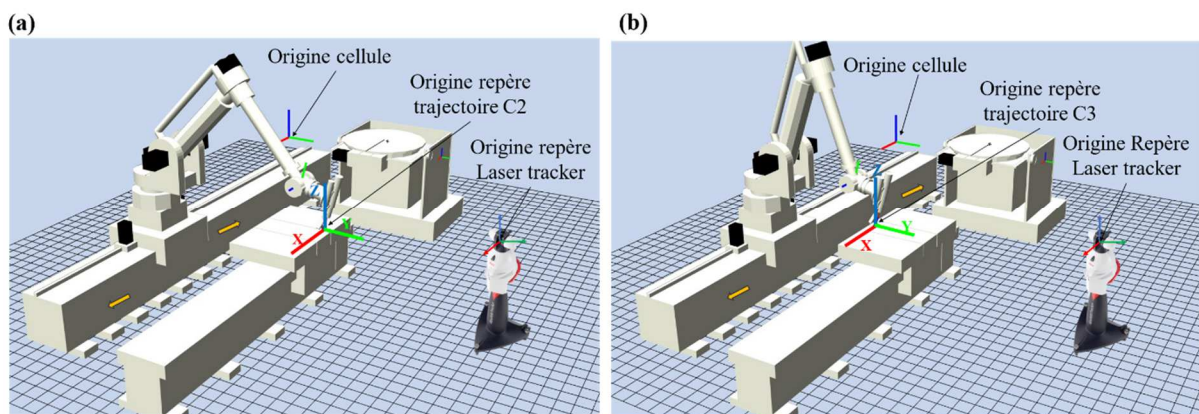 (a)
Origine cellule
Origine repère
trajectoire C2
Origine repère
Laser tracker
Z
X
Y
(b)
Origine cellule
Origine repère
trajectoire C3
Origine Repère
Laser tracker
Z
X
Y